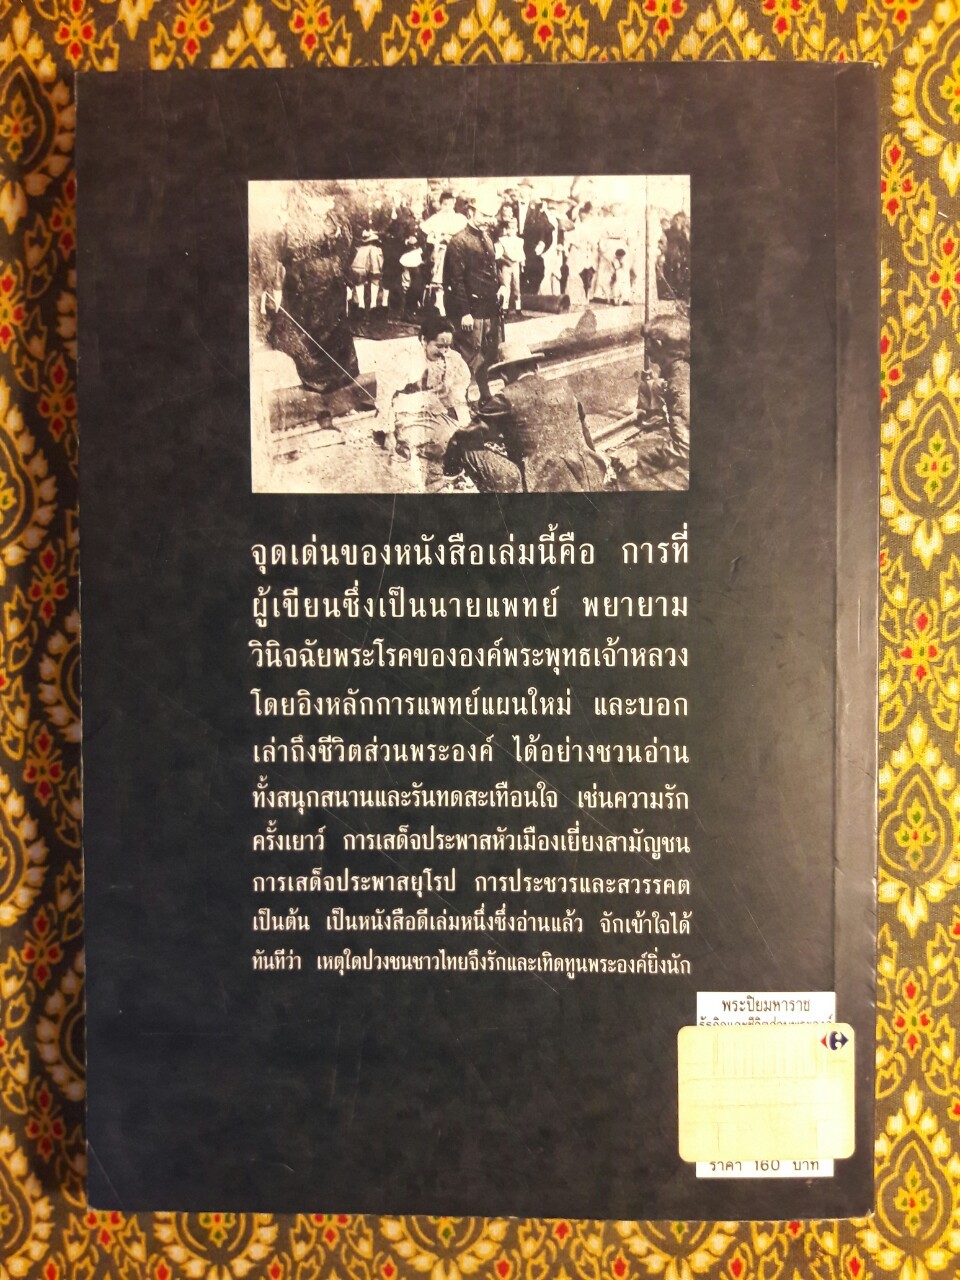 จุดเด่นของหนังสือเล่มนี้คือ การที่
ผู้เขียนซึ่งเป็นนายแพทย์ พยายาม
วินิจฉัยพระโรคขององค์พระพุทธเจ้าหลวง
โดยอิงหลักการแพทย์แผนใหม่ และบอก
เล่าถึงชีวิตส่วนพระองค์ ได้อย่างชวนอ่าน
ทั้งสนุกสนานและรันทดสะเทือนใจ เช่นความรัก
ครั้งเยาว์ การเสด็จประพาสหัวเมืองเยี่ยงสามัญชน
การเสด็จประพาสยุโรป การประชวรและสวรรคต
เป็นต้น เป็นหนังสือดีเล่มหนึ่งซึ่งอ่านแล้ว จักเข้าใจได้
ทันทีว่า เหตุใดปวงชนชาวไทยจึงรักและเทิดทูนพระองค์ยิ่งนัก
พระปิยมหาราช
ราคา 160 บาท